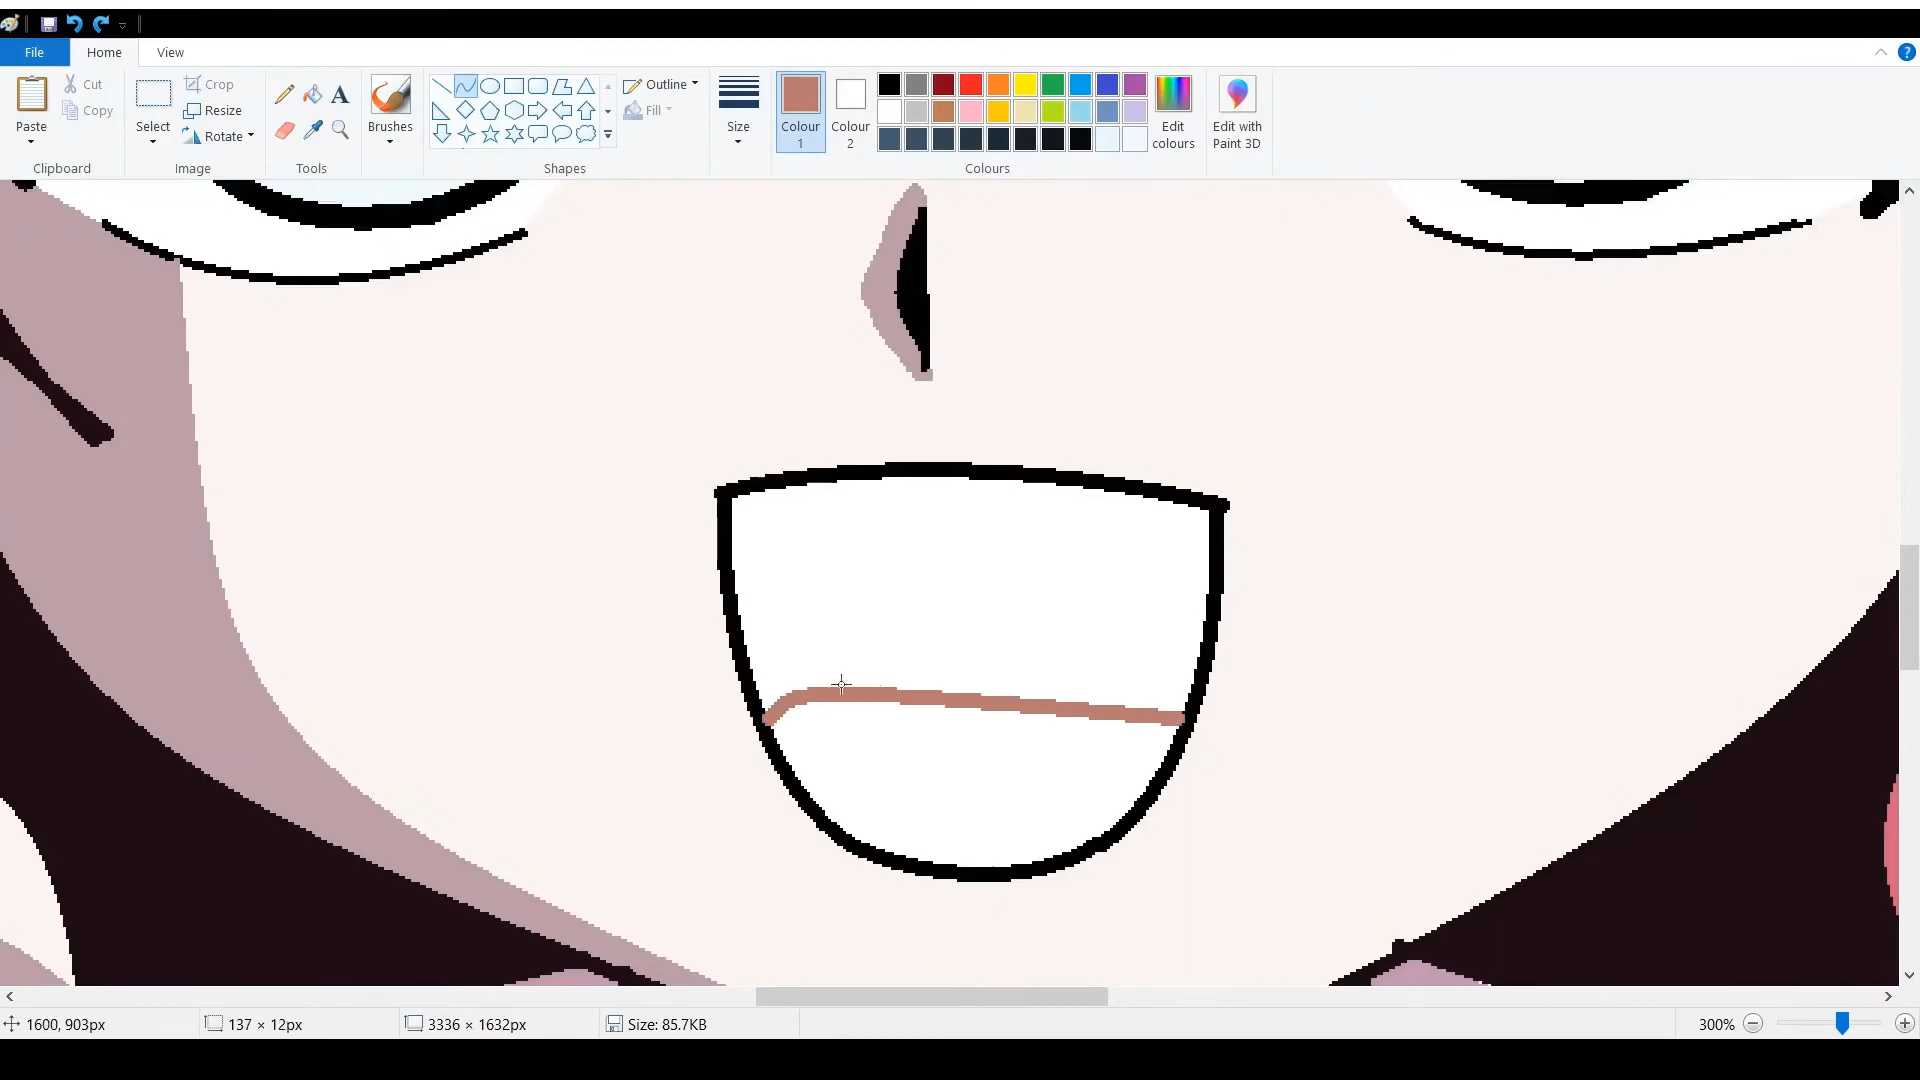 File Home View
Paste
Cut
Copy
Clipboard
Select
Crop
Resize
Rotate
Image
A
Tools
Brushes
Outline
Fill
Shapes
Size
Colour
1
Colour
2
Edit
colours
Colours
Edit with
Paint 3D
?
1600, 903px 137 × 12px 3336 × 1632px Size: 85.7KB 300%